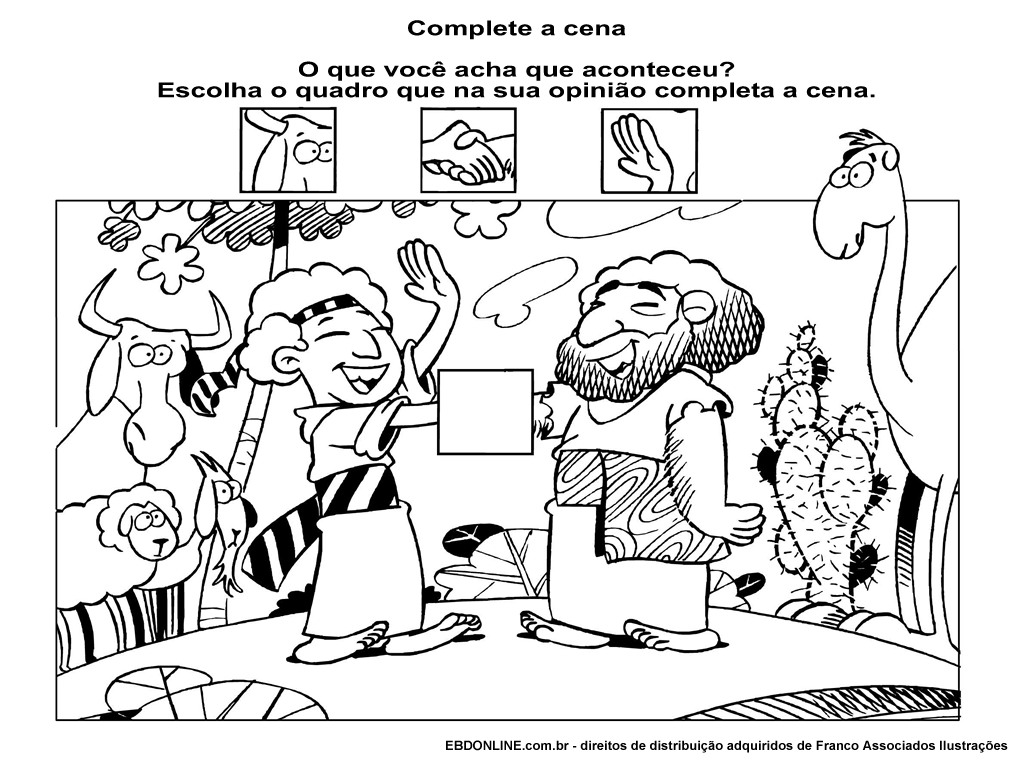 Complete a cena
O que você acha que aconteceu?
Escolha o quadro que na sua opinião completa a cena.
EBDONLINE.com.br - direitos de distribuição adquiridos de Franco Associados Ilustrações